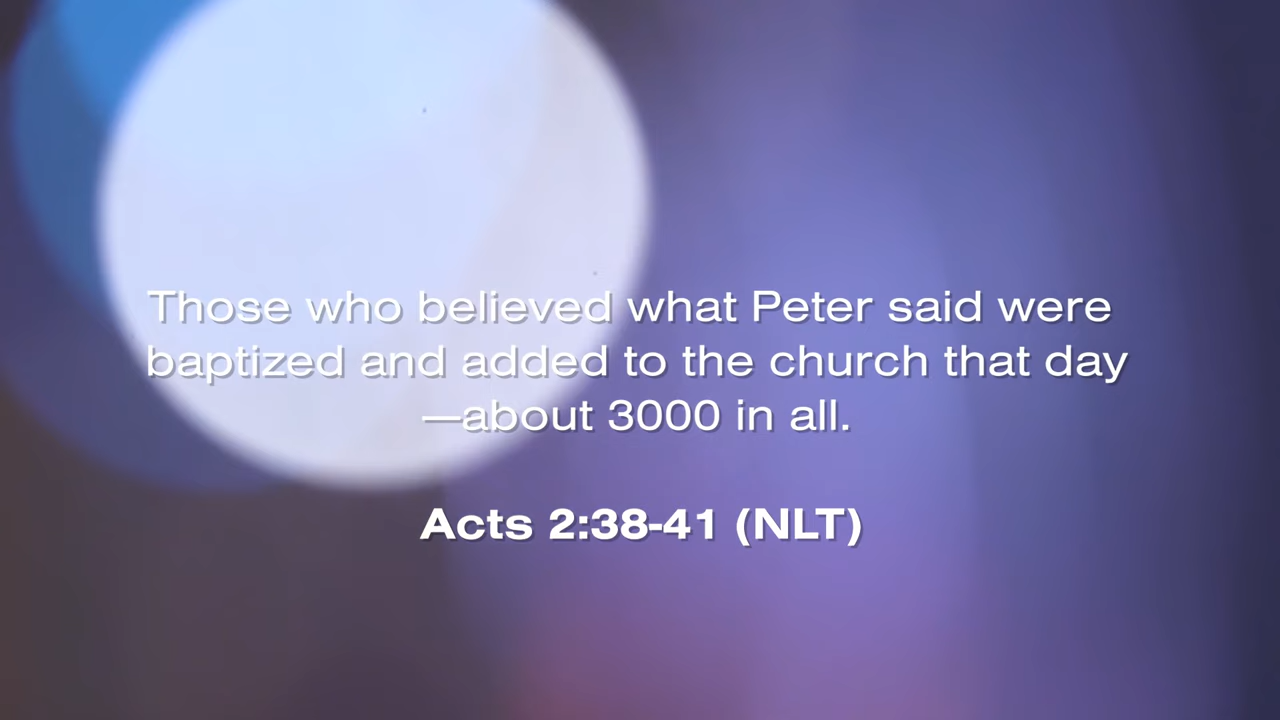 Those who believed what Peter said were
baptized and added to the church that day
—about 3000 in all.
Acts 2:38-41 (NLT)